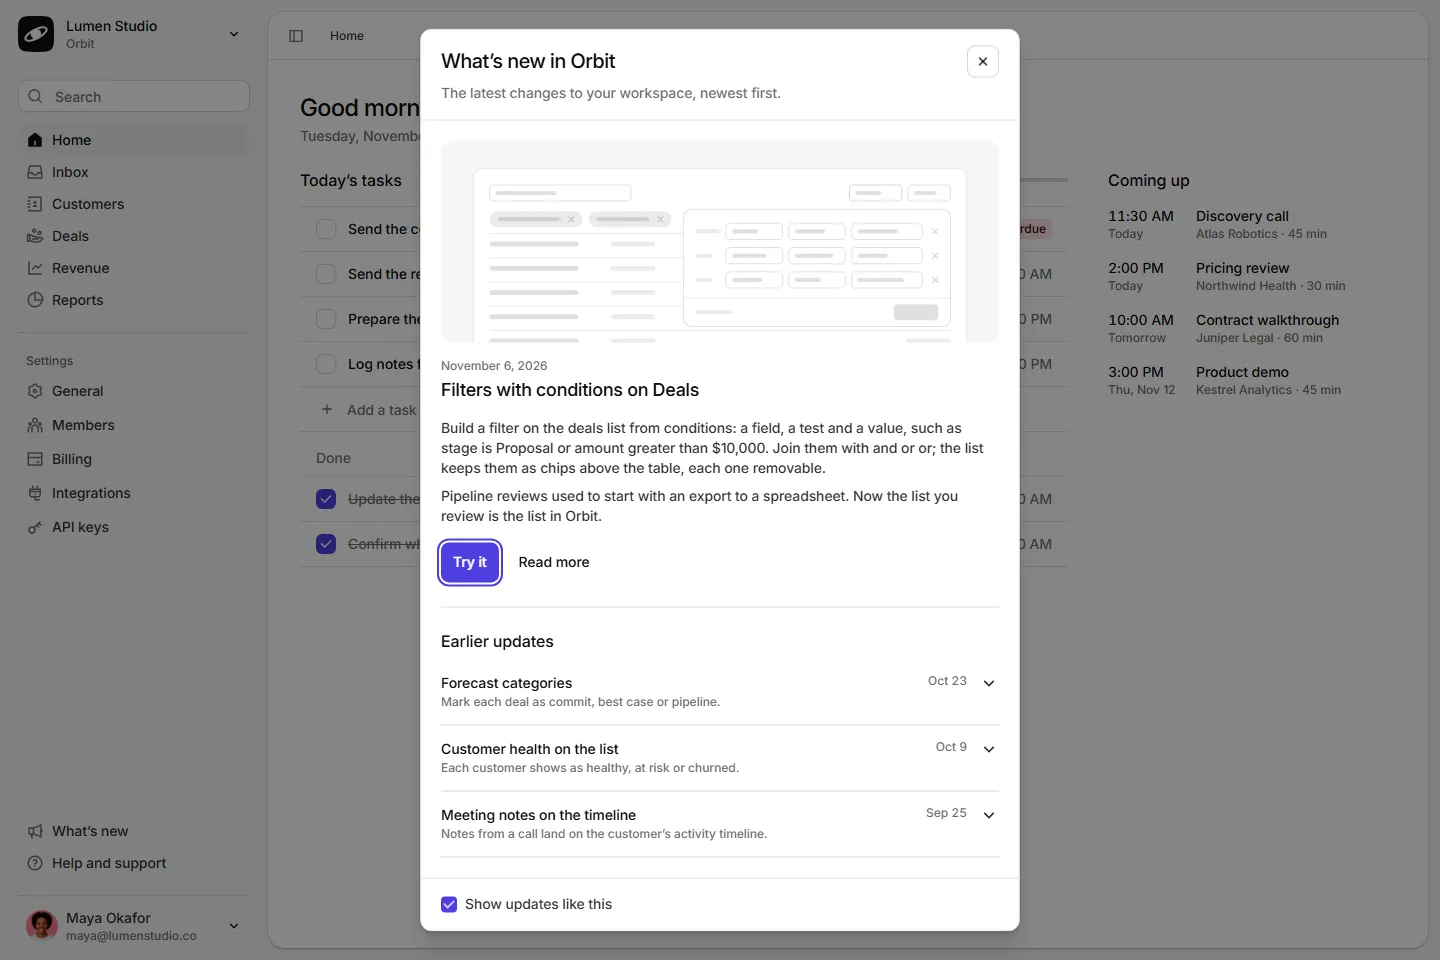 Lumen Studio
Orbit
Search
Home
Inbox
Customers
Deals
Revenue
Reports
Settings
General
Members
Billing
Integrations
API keys
What's new
Help and support
Maya Okafor
maya@lumenstudio.co
Home
Good morn
Tuesday, Novemb
Today's tasks
Send the c
Send the re
Prepare the
Log notes f
Add a task
Done
Update the
Confirm wh
rdue
0 AM
0 PM
0 PM
0 AM
0 AM
Coming up
11:30 AM Discovery call
Today Atlas Robotics · 45 min
2:00 PM Pricing review
Today Northwind Health · 30 min
10:00 AM Contract walkthrough
Tomorrow Juniper Legal · 60 min
3:00 PM Product demo
Thu, Nov 12 Kestrel Analytics · 45 min
What's new in Orbit
The latest changes to your workspace, newest first.
November 6, 2026
Filters with conditions on Deals
Build a filter on the deals list from conditions: a field, a test and a value, such as
stage is Proposal or amount greater than $10,000. Join them with and or or; the list
keeps them as chips above the table, each one removable.
Pipeline reviews used to start with an export to a spreadsheet. Now the list you
review is the list in Orbit.
Try it Read more
Earlier updates
Forecast categories Oct 23
Mark each deal as commit, best case or pipeline.
Customer health on the list Oct 9
Each customer shows as healthy, at risk or churned.
Meeting notes on the timeline Sep 25
Notes from a call land on the customer's activity timeline.
Show updates like this